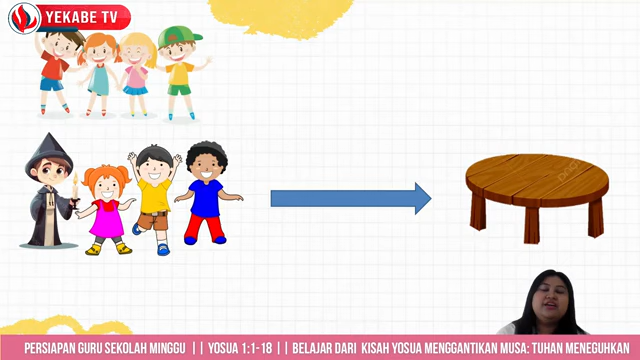 YEKABE TV
PERSIAPAN GURU SEKOLAH MINGGU || YOSUA 1:1-18 || BELAJAR DARI KISAH YOSUA MENGGANTIKAN MUSA: TUHAN MENEGUHKAN